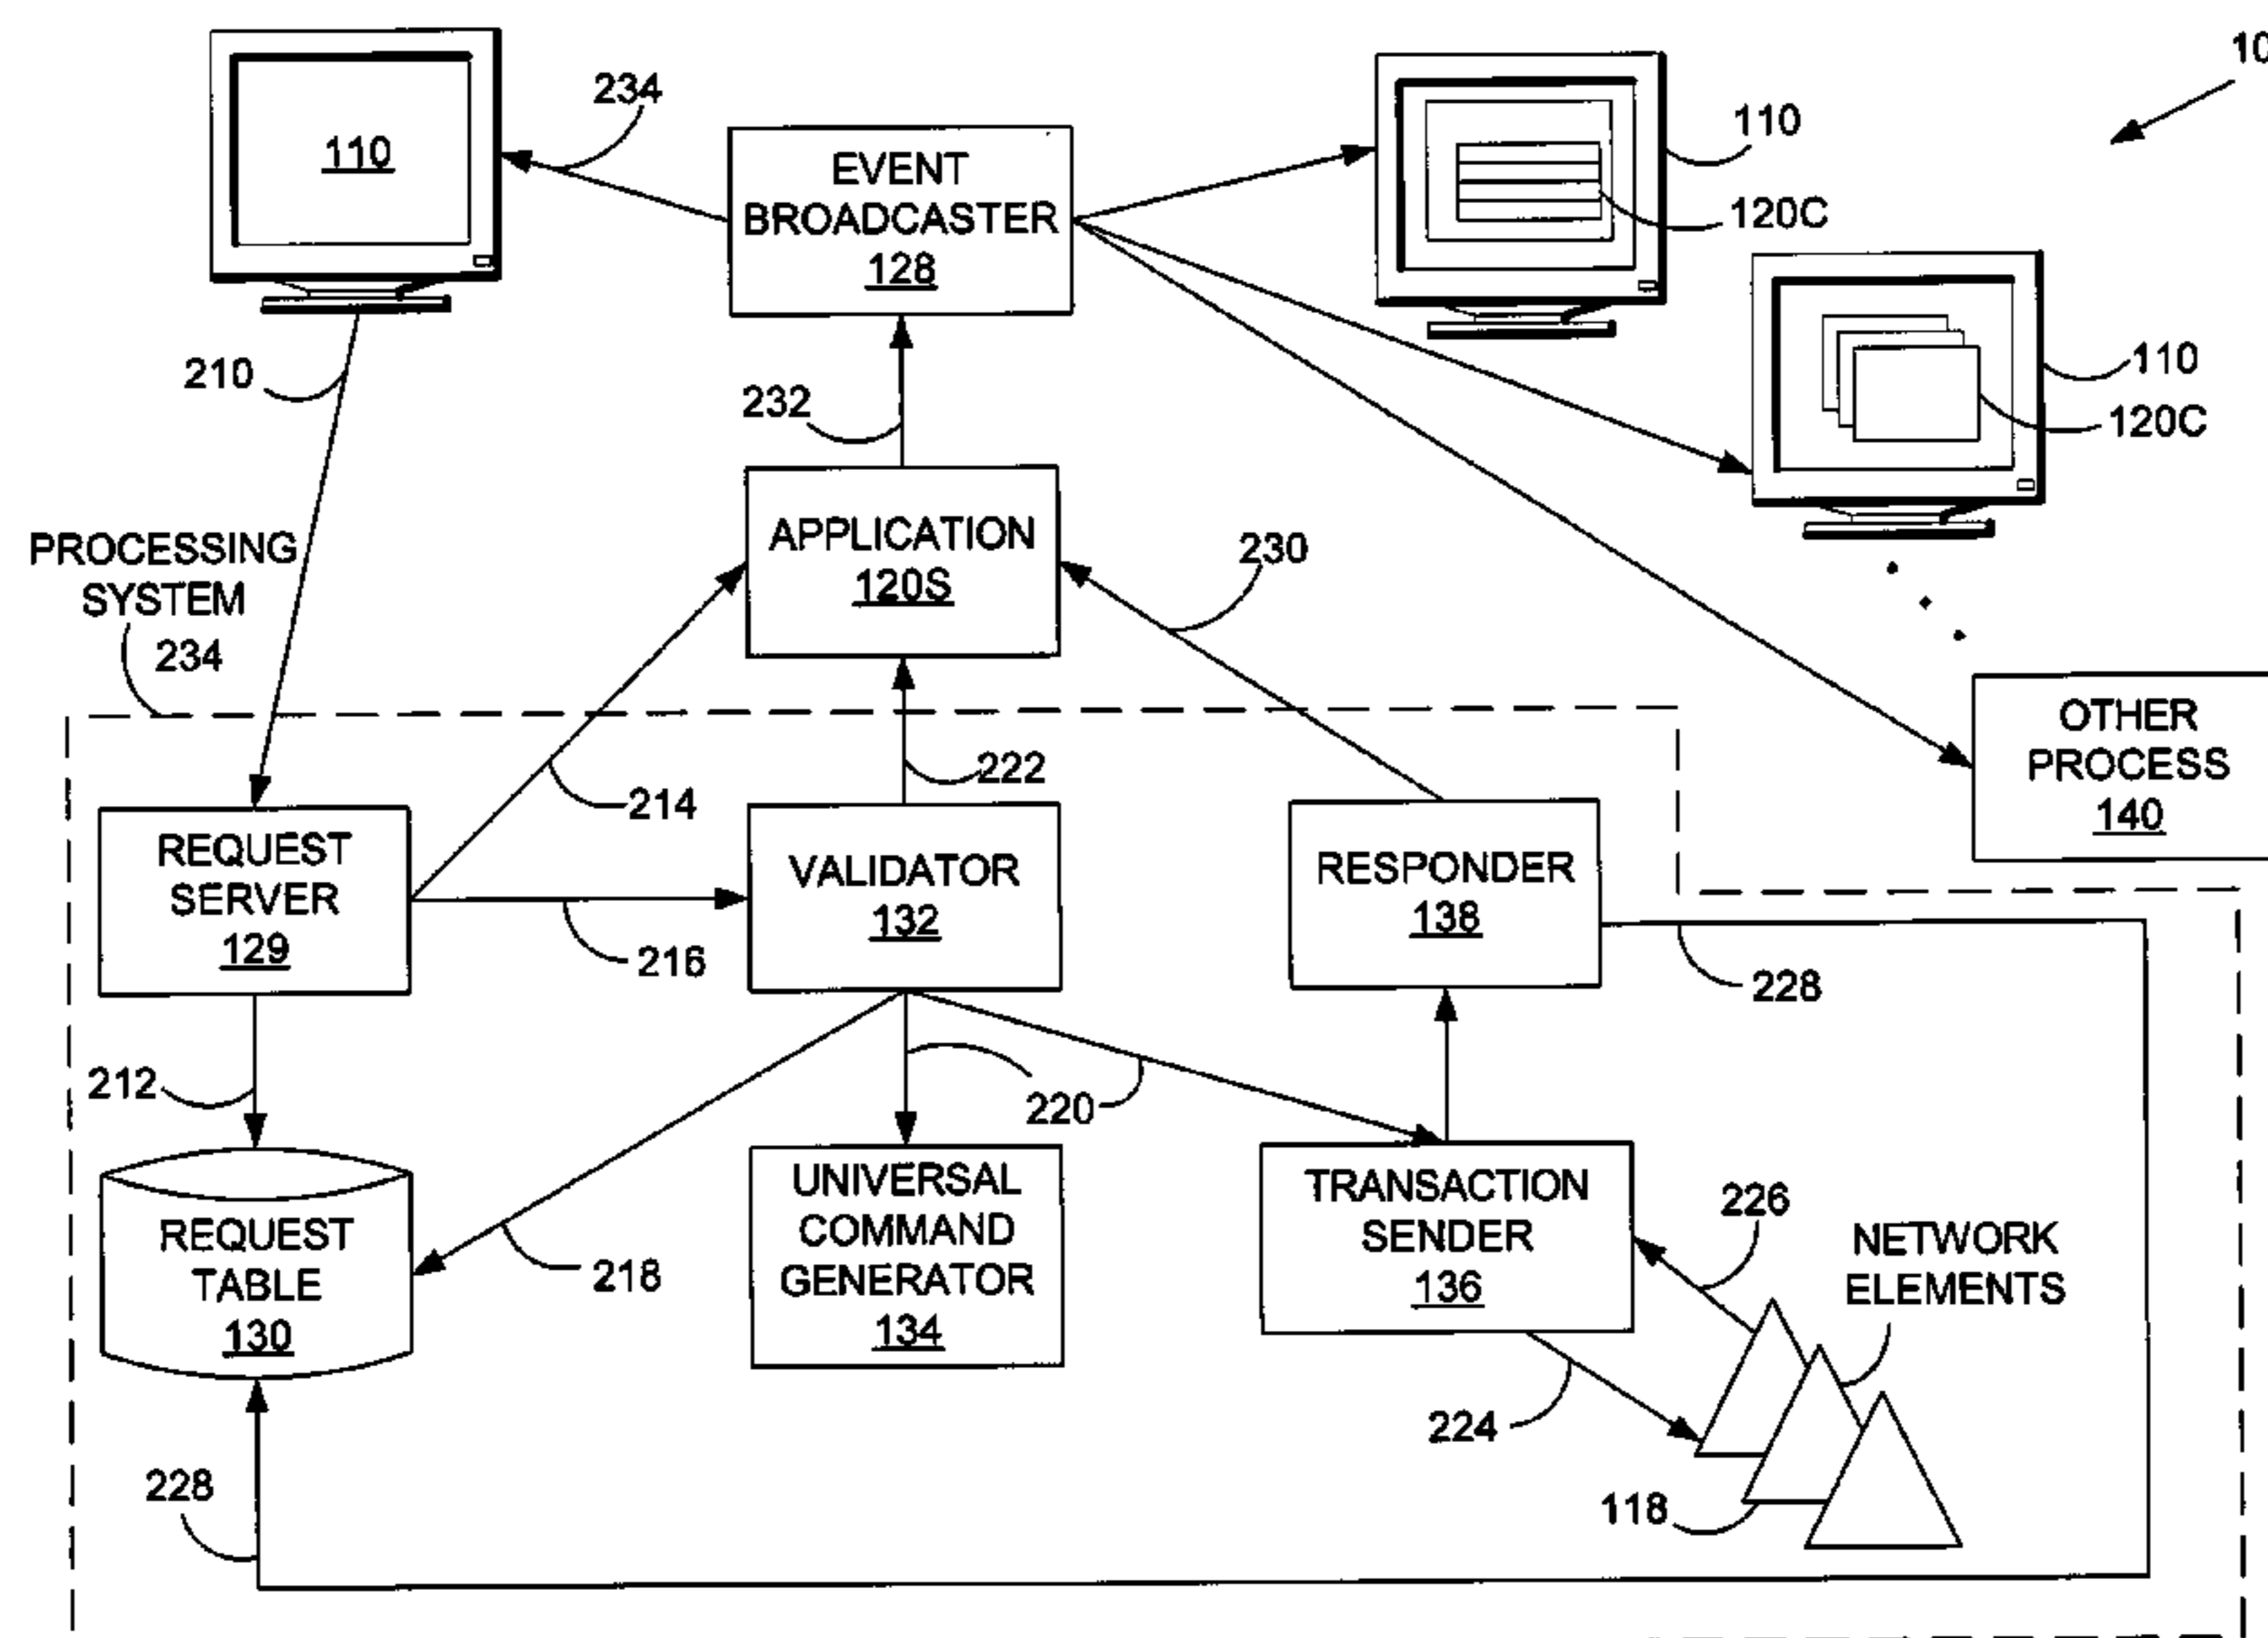 10
110
234
EVENT
BROADCASTER
128
110
120C
210
232
110
120C
PROCESSING
SYSTEM
234
APPLICATION
120S
230
214
222
OTHER
PROCESS
140
REQUEST
SERVER
129
VALIDATOR
132
RESPONDER
138
216
228
212
220
REQUEST
TABLE
130
218
UNIVERSAL
COMMAND
GENERATOR
134
TRANSACTION
SENDER
136
226
NETWORK
ELEMENTS
224
228
118